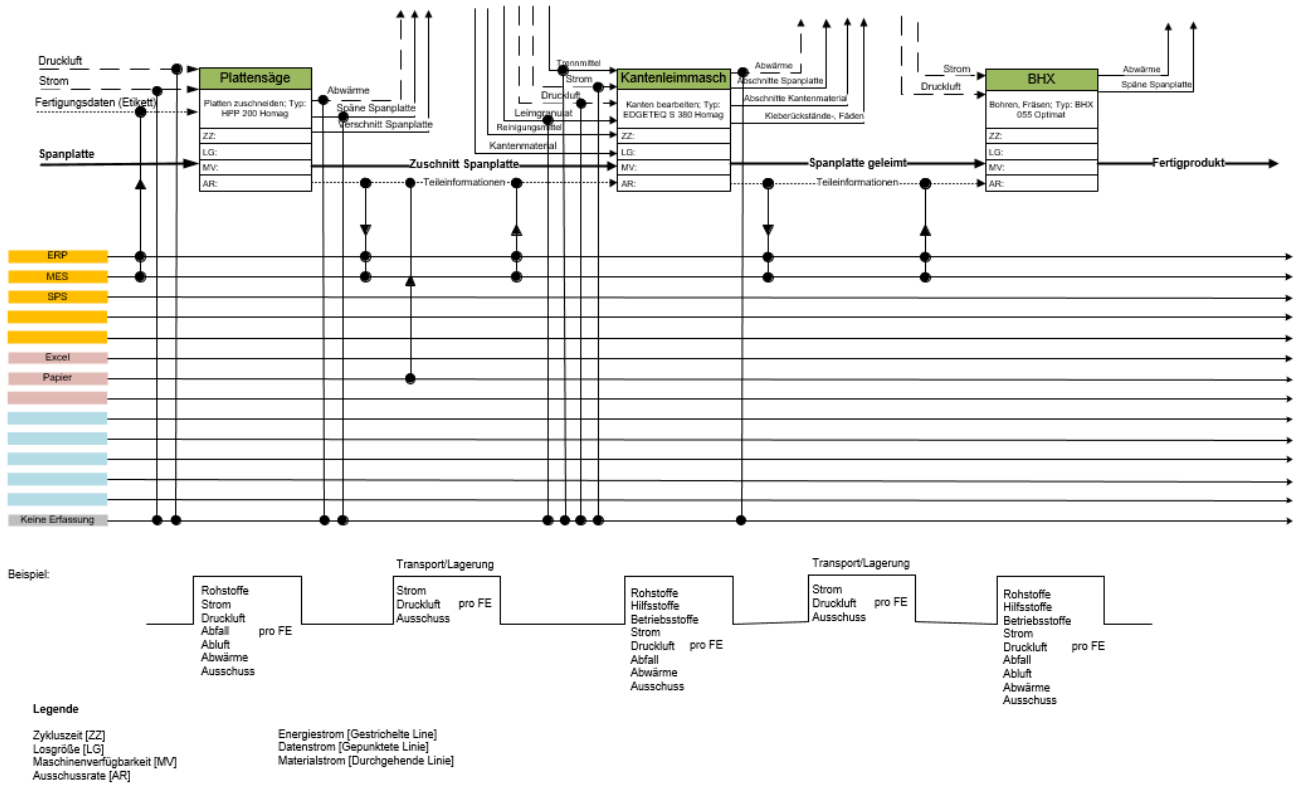 Druckluft
Strom
Fertigungsdaten (Etikett)
Spanplatte
Plattensäge
Platten zuschneiden; Typ:
HPP 200 Homag
ZZ:
LG:
MV:
AR:
Abwärme
Späne Spanplatte
Verschnitt Spanplatte
Zuschnitt Spanplatte
Teileinformationen
Trennmittel
Strom
Druckluft
Leimgranulat
Reinigungsmittel
Kantenmaterial
Kantenleimmasch
Kanten bearbeiten; Typ:
EDGETEQ S 380 Homag
ZZ:
LG:
MV:
AR:
Abwärme
Abschnitte Spanplatte
Abschnitte Kantenmaterial
Kleberückstände-, Fäden
Spanplatte geleimt
Teileinformationen
Strom
Druckluft
BHX
Bohren, Fräsen; Typ: BHX
055 Optimat
ZZ:
LG:
MV:
AR:
Abwärme
Späne Spanplatte
Fertigprodukt
ERP
MES
SPS
Excel
Papier
Keine Erfassung
Beispiel:
Rohstoffe
Strom
Druckluft
Abfall pro FE
Abluft
Abwärme
Ausschuss
Transport/Lagerung
Strom
Druckluft pro FE
Ausschuss
Rohstoffe
Hilfsstoffe
Betriebsstoffe
Strom
Druckluft pro FE
Abfall
Abwärme
Ausschuss
Transport/Lagerung
Strom
Druckluft pro FE
Ausschuss
Rohstoffe
Hilfsstoffe
Betriebsstoffe
Strom
Druckluft pro FE
Abfall
Abluft
Abwärme
Ausschuss
Legende
Zykluszeit [ZZ]
Losgröße [LG]
Maschinenverfügbarkeit [MV]
Ausschussrate [AR]
Energiestrom [Gestrichelte Line]
Datenstrom [Gepunktete Linie]
Materialstrom [Durchgehende Linie]